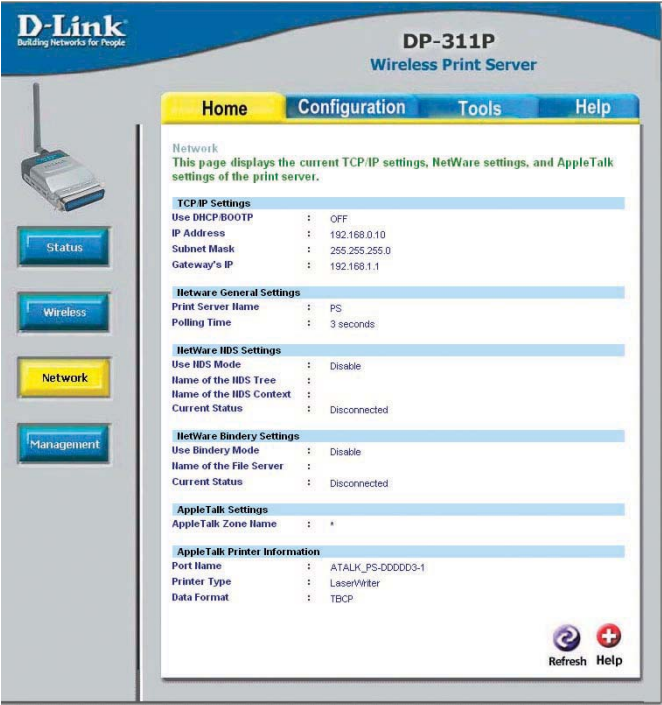 D-Link
Building Networks for People
DP-311P
Wireless Print Server
Home Configuration Tools Help
Network
This page displays the current TCP/IP settings, NetWare settings, and AppleTalk
settings of the print server.
TCP/IP Settings
Use DHCP/BOOTP : OFF
IP Address : 192.168.0.10
Subnet Mask : 255.255.255.0
Gateway's IP : 192.168.1.1
Netware General Settings
Print Server Name : PS
Polling Time : 3 seconds
NetWare NDS Settings
Use NDS Mode : Disable
Name of the NDS Tree :
Name of the NDS Context :
Current Status : Disconnected
NetWare Bindery Settings
Use Bindery Mode : Disable
Name of the File Server :
Current Status : Disconnected
AppleTalk Settings
AppleTalk Zone Name : *
AppleTalk Printer Information
Port Name : ATALK_PS-DDDDD3-1
Printer Type : LaserWriter
Data Format : TBCP
Status
Wireless
Network
Management
Refresh Help